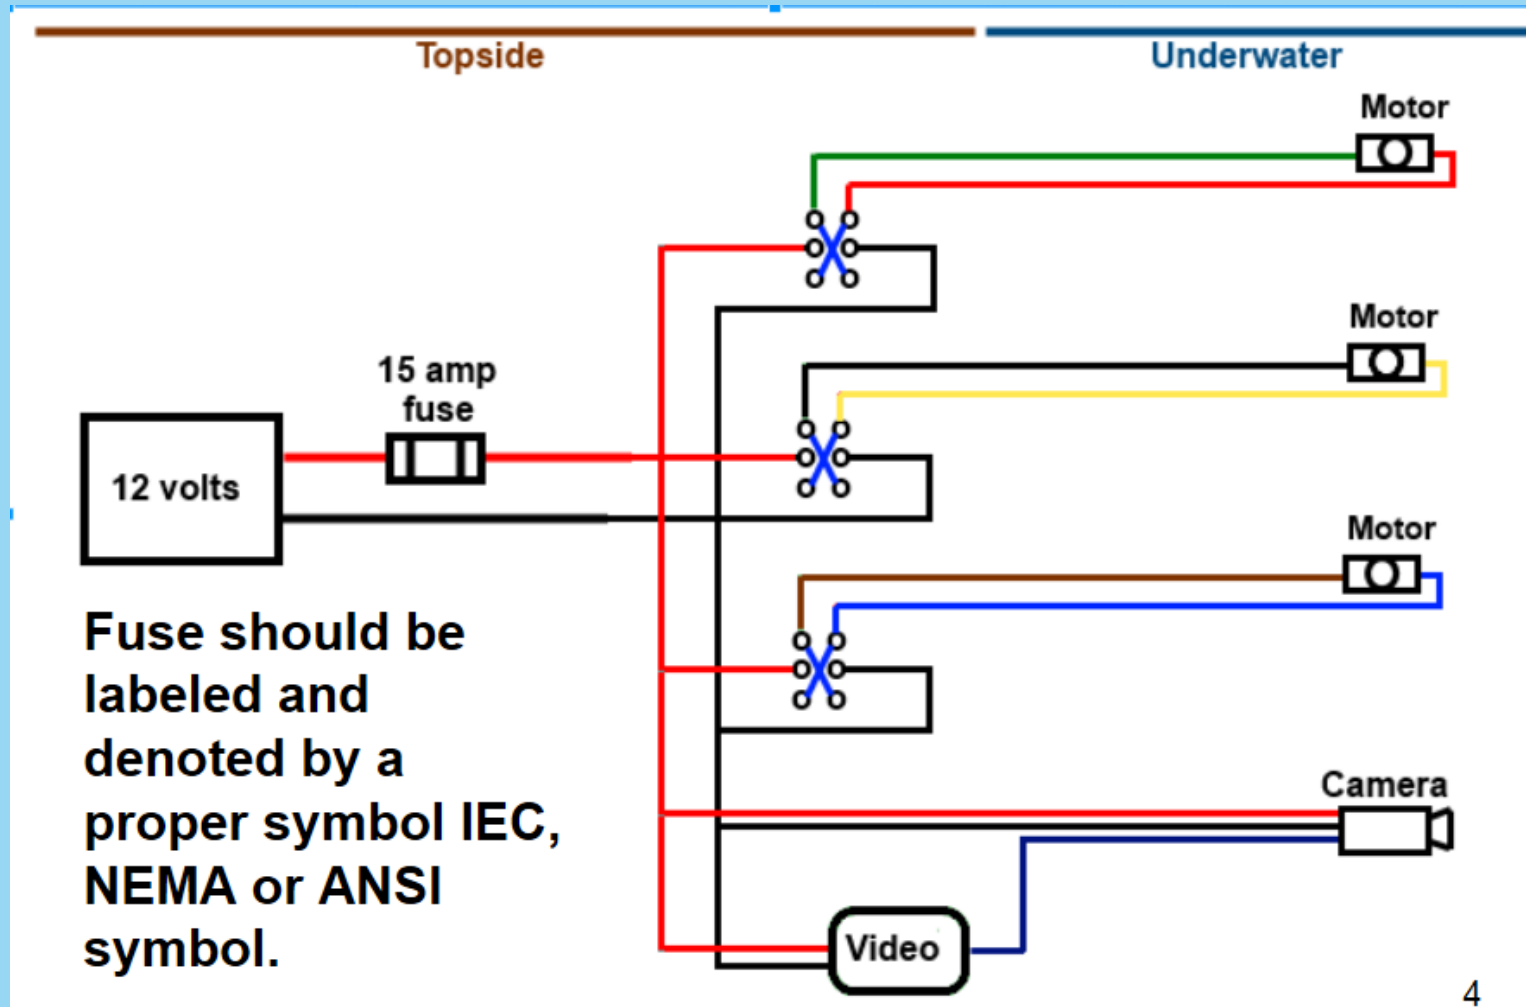 Topside
Underwater
Motor
Motor
15 amp
fuse
12 volts
Motor
Fuse should be
labeled and
denoted by a
proper symbol IEC,
NEMA or ANSI
symbol.
Camera
Video
4